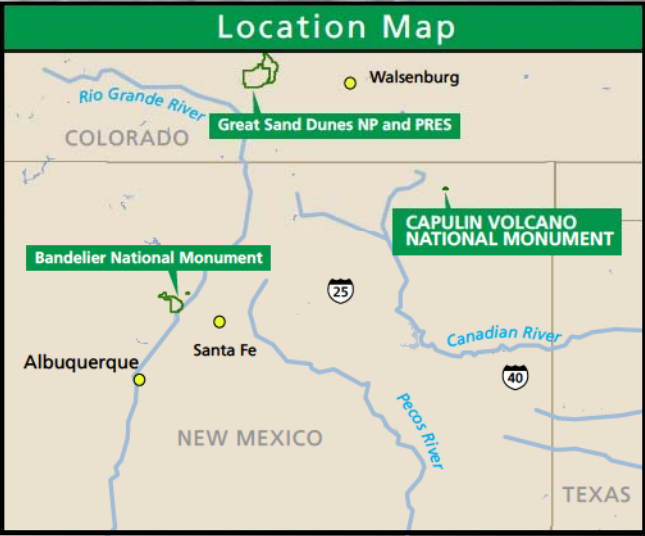 Location Map
Walsenburg
Rio Grande River
Great Sand Dunes NP and PRES
COLORADO
CAPULIN VOLCANO
NATIONAL MONUMENT
Bandelier National Monument
25
Canadian River
Santa Fe
Albuquerque
40
Pecos River
NEW MEXICO
TEXAS